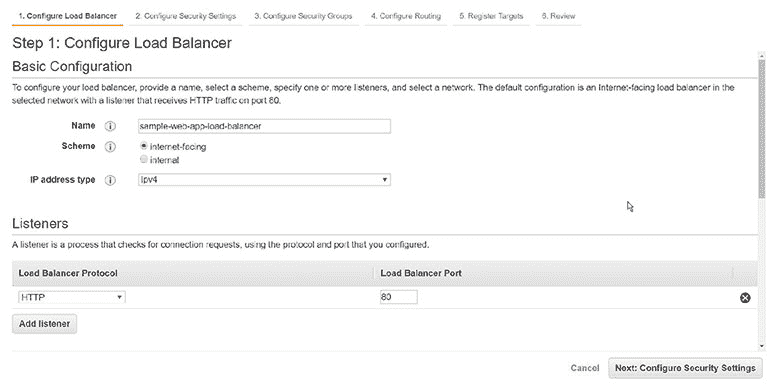 1. Configure Load Balancer 2. Configure Security Settings 3. Configure Security Groups 4. Configure Routing 5. Register Targets 6. Review
Step 1: Configure Load Balancer
Basic Configuration
To configure your load balancer, provide a name, select a scheme, specify one or more listeners, and select a network. The default configuration is an Internet-facing load balancer in the
selected network with a listener that receives HTTP traffic on port 80.
Name i sample-web-app-load-balancer
Scheme i internet-facing
internal
IP address type i ipv4
Listeners
A listener is a process that checks for connection requests, using the protocol and port that you configured.
Load Balancer Protocol Load Balancer Port
HTTP 80
Add listener
Cancel Next: Configure Security Settings